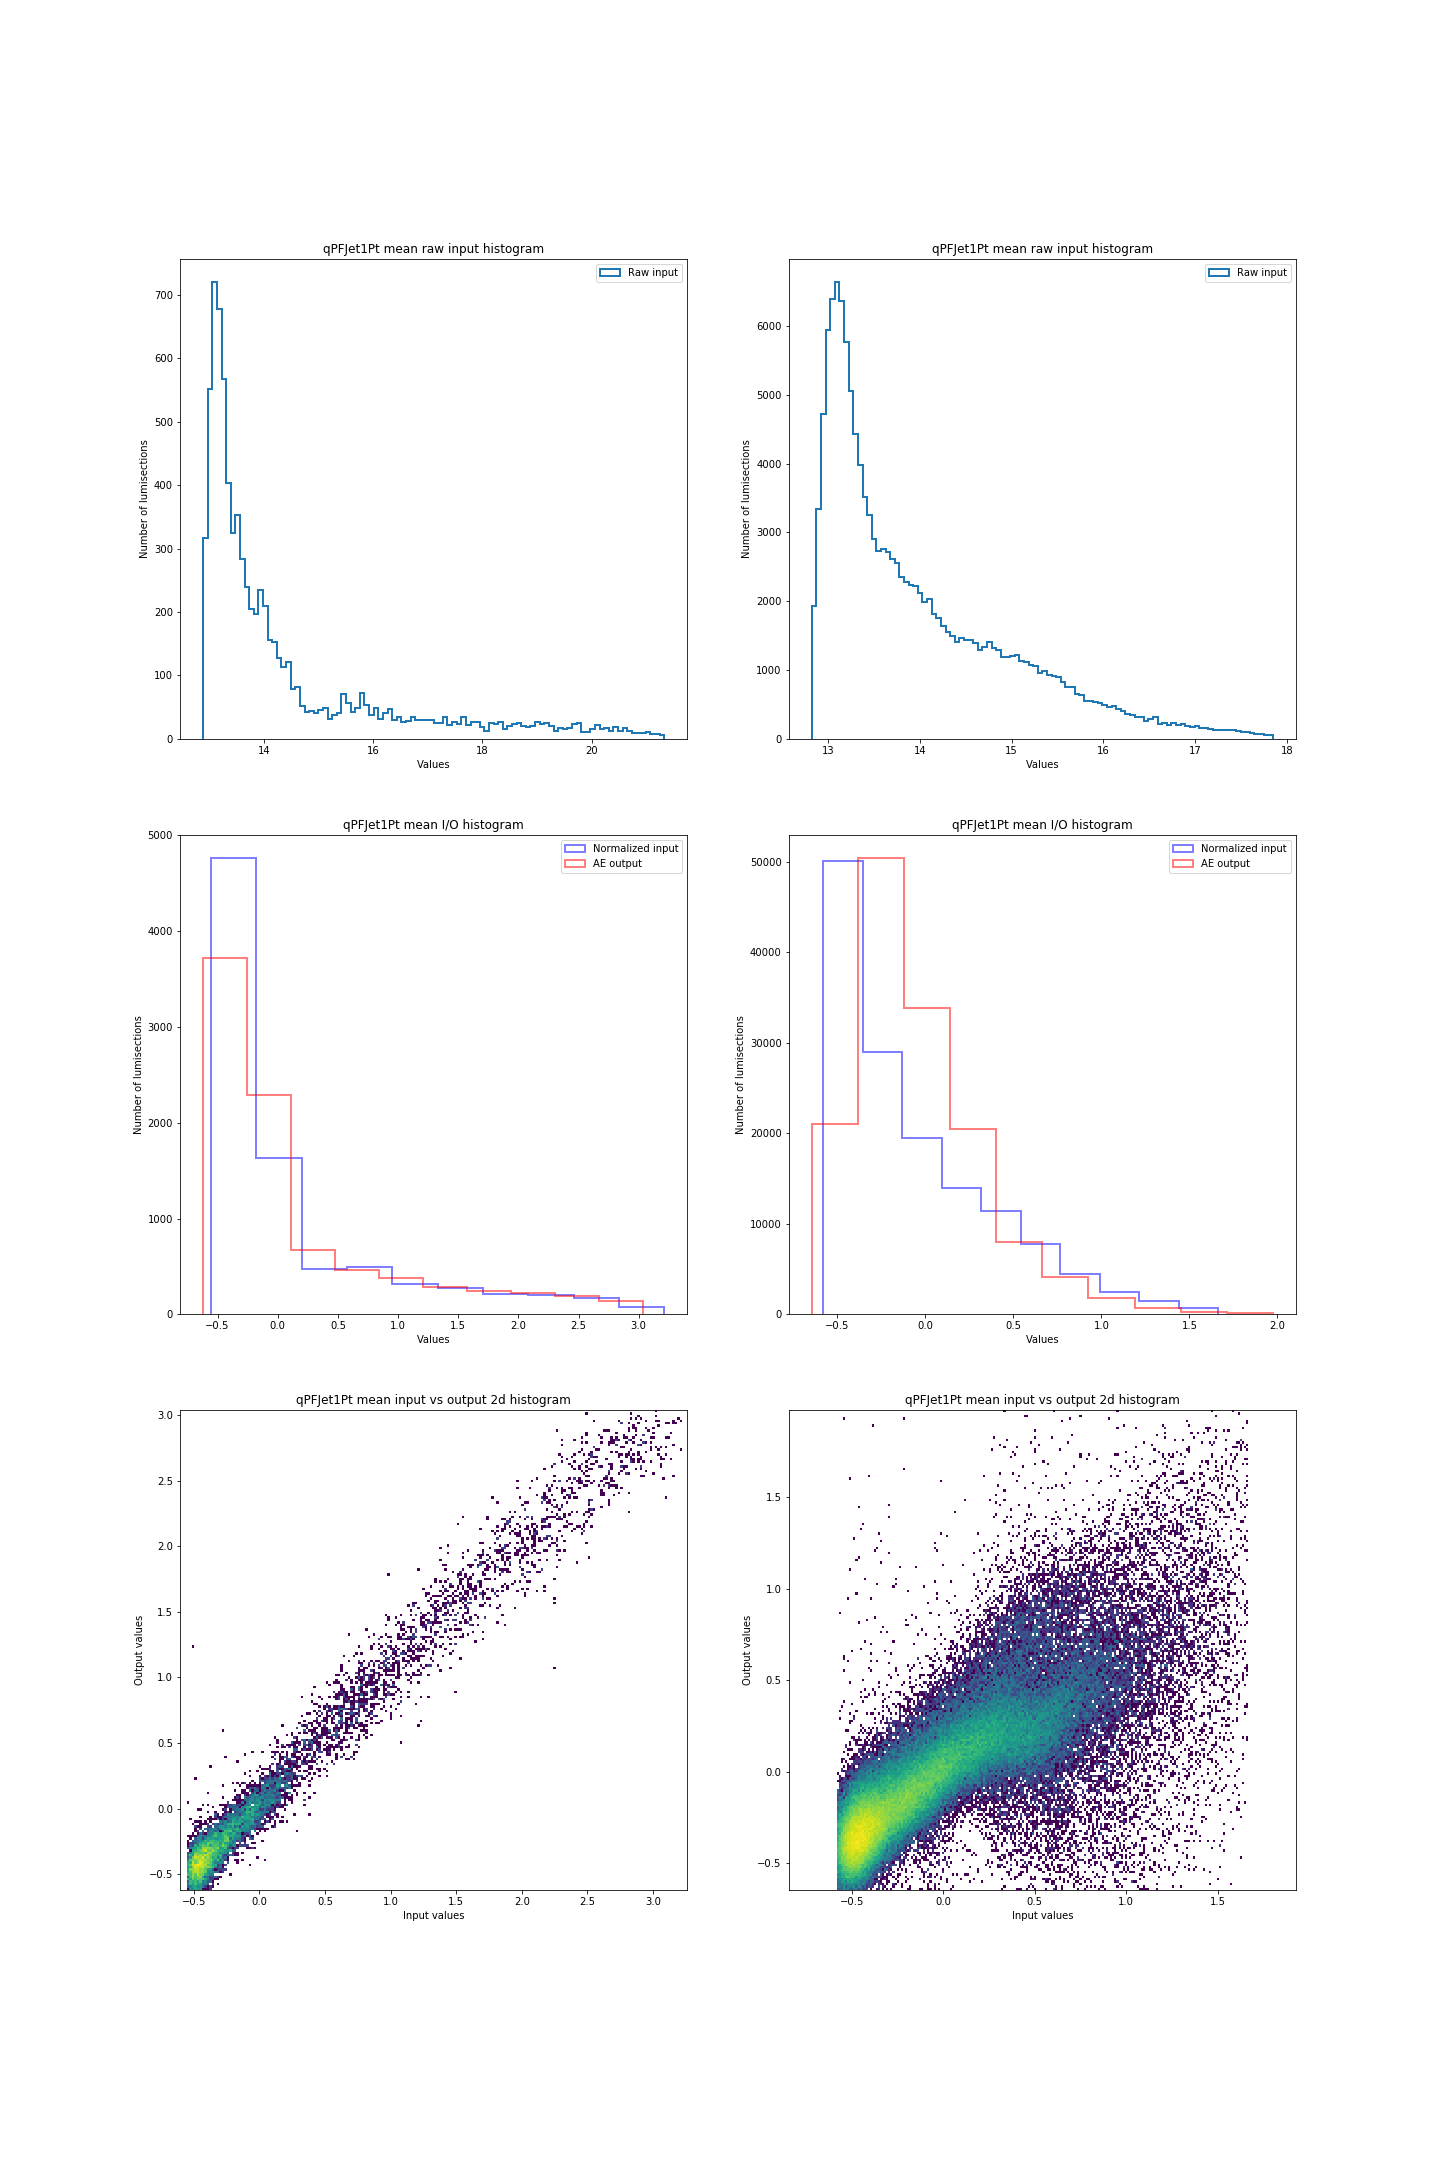 qPFJet1Pt mean raw input histogram
Raw input
700
600
500
400
300
200
100
0
Number of lumisections
14 16 18 20
Values
qPFJet1Pt mean raw input histogram
Raw input
6000
5000
4000
3000
2000
1000
0
Number of lumisections
13 14 15 16 17 18
Values
qPFJet1Pt mean I/O histogram
Normalized input
AE output
5000
4000
3000
2000
1000
0
Number of lumisections
−0.5 0.0 0.5 1.0 1.5 2.0 2.5 3.0
Values
qPFJet1Pt mean I/O histogram
Normalized input
AE output
50000
40000
30000
20000
10000
0
Number of lumisections
−0.5 0.0 0.5 1.0 1.5 2.0
Values
qPFJet1Pt mean input vs output 2d histogram
3.0
2.5
2.0
1.5
1.0
0.5
0.0
−0.5
Output values
−0.5 0.0 0.5 1.0 1.5 2.0 2.5 3.0
Input values
qPFJet1Pt mean input vs output 2d histogram
1.5
1.0
0.5
0.0
−0.5
Output values
−0.5 0.0 0.5 1.0 1.5
Input values